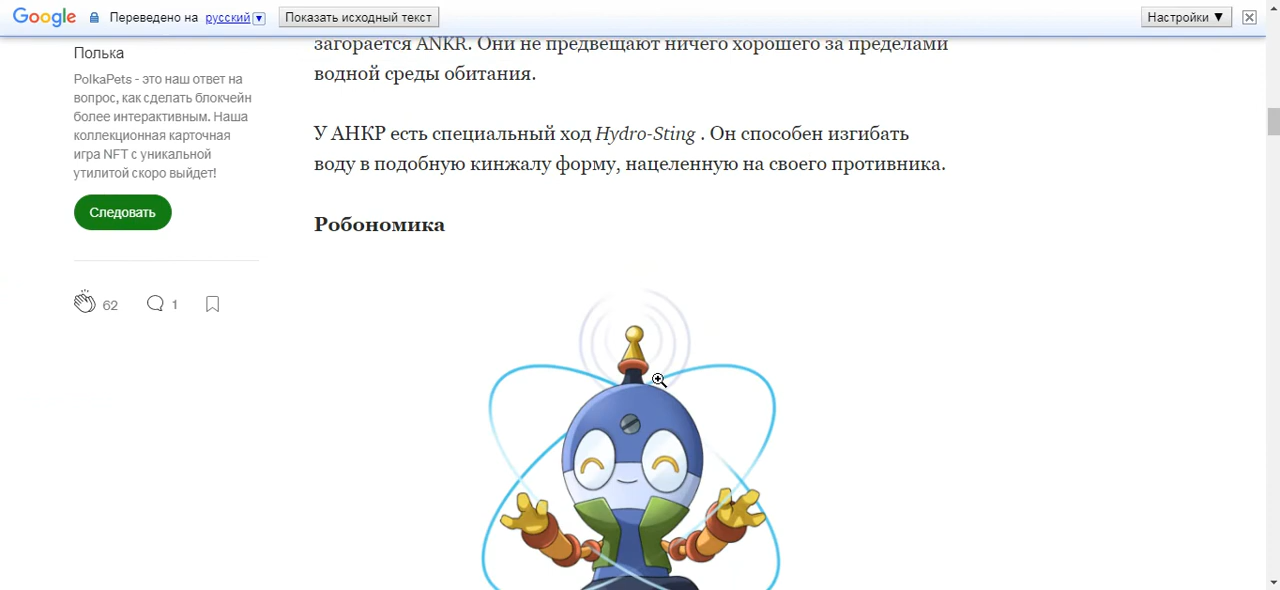 Google Переведено на русский ▼ Показать исходный текст Настройки ▼
Полька
PolkaPets - это наш ответ на
вопрос, как сделать блокчейн
более интерактивным. Наша
коллекционная карточная
игра NFT с уникальной
утилитой скоро выйдет!
Следовать
62 1
загорается ANKR. Они не предвещают ничего хорошего за пределами
водной среды обитания.
У АНКР есть специальный ход Hydro-Sting . Он способен изгибать
воду в подобную кинжалу форму, нацеленную на своего противника.
Робономика